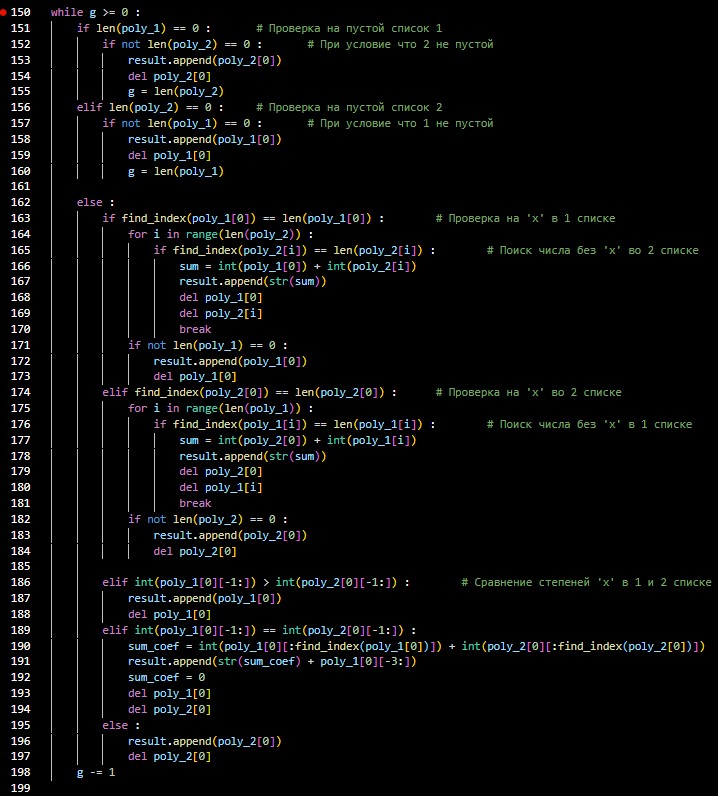 150 while g >= 0 :
151 if len(poly_1) == 0 : # Проверка на пустой список 1
152 if not len(poly_2) == 0 : # При условие что 2 не пустой
153 result.append(poly_2[0])
154 del poly_2[0]
155 g = len(poly_2)
156 elif len(poly_2) == 0 : # Проверка на пустой список 2
157 if not len(poly_1) == 0 : # При условие что 1 не пустой
158 result.append(poly_1[0])
159 del poly_1[0]
160 g = len(poly_1)
161
162 else :
163 if find_index(poly_1[0]) == len(poly_1[0]) : # Проверка на 'x' в 1 списке
164 for i in range(len(poly_2)) :
165 if find_index(poly_2[i]) == len(poly_2[i]) : # Поиск числа без 'x' во 2 списке
166 sum = int(poly_1[0]) + int(poly_2[i])
167 result.append(str(sum))
168 del poly_1[0]
169 del poly_2[i]
170 break
171 if not len(poly_1) == 0 :
172 result.append(poly_1[0])
173 del poly_1[0]
174 elif find_index(poly_2[0]) == len(poly_2[0]) : # Проверка на 'x' во 2 списке
175 for i in range(len(poly_1)) :
176 if find_index(poly_1[i]) == len(poly_1[i]) : # Поиск числа без 'x' в 1 списке
177 sum = int(poly_2[0]) + int(poly_1[i])
178 result.append(str(sum))
179 del poly_2[0]
180 del poly_1[i]
181 break
182 if not len(poly_2) == 0 :
183 result.append(poly_2[0])
184 del poly_2[0]
185
186 elif int(poly_1[0][-1:]) > int(poly_2[0][-1:]) : # Сравнение степеней 'x' в 1 и 2 списке
187 result.append(poly_1[0])
188 del poly_1[0]
189 elif int(poly_1[0][-1:]) == int(poly_2[0][-1:]) :
190 sum_coef = int(poly_1[0][:find_index(poly_1[0])]) + int(poly_2[0][:find_index(poly_2[0])])
191 result.append(str(sum_coef) + poly_1[0][-3:])
192 sum_coef = 0
193 del poly_1[0]
194 del poly_2[0]
195 else :
196 result.append(poly_2[0])
197 del poly_2[0]
198 g -= 1
199